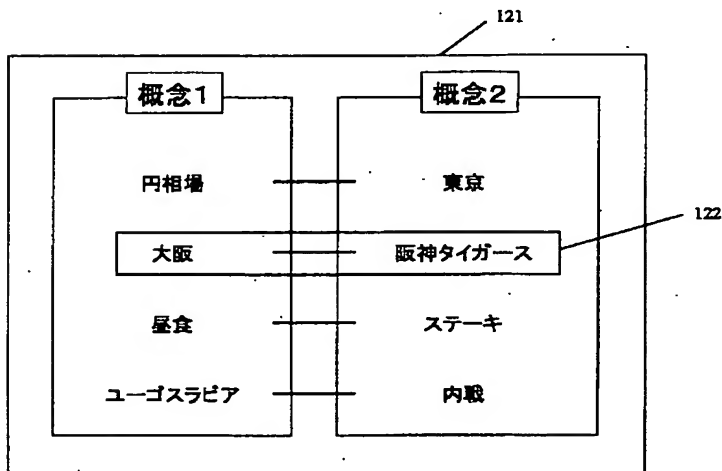 121
概念1 概念2
円相場 東京
122
大阪 阪神タイガース
昼食 ステーキ
ユーゴスラビア 内戦